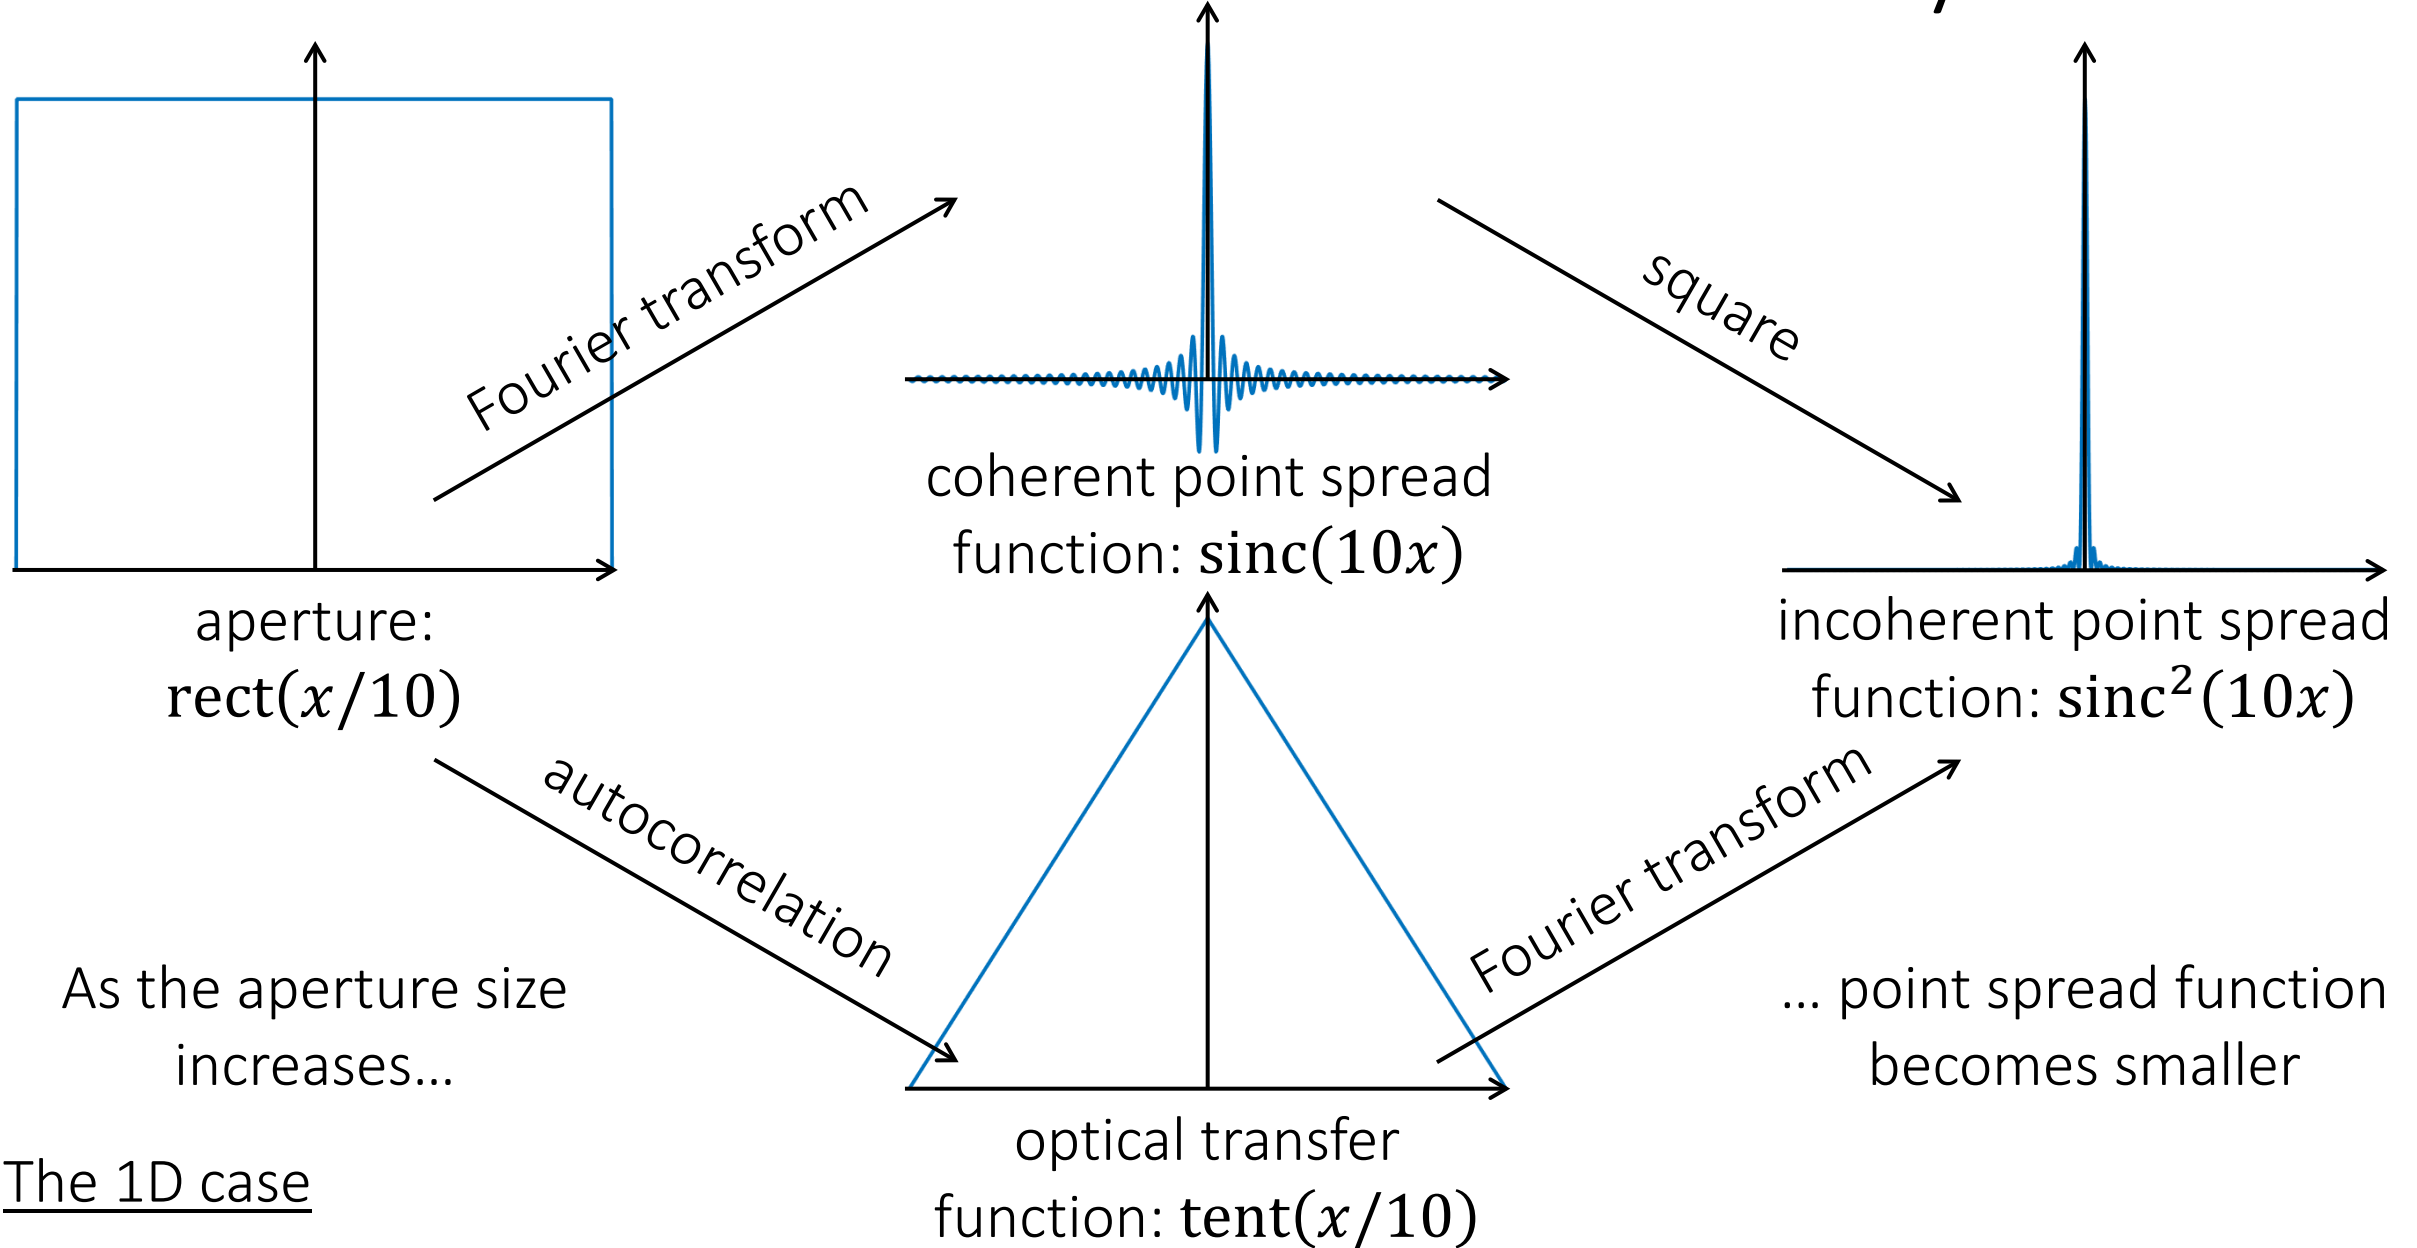 Fourier transform
square
coherent point spread
function: sinc(10x)
aperture:
rect(x/10)
incoherent point spread
function: sinc²(10x)
autocorrelation
Fourier transform
As the aperture size
increases…
… point spread function
becomes smaller
optical transfer
function: tent(x/10)
The 1D case